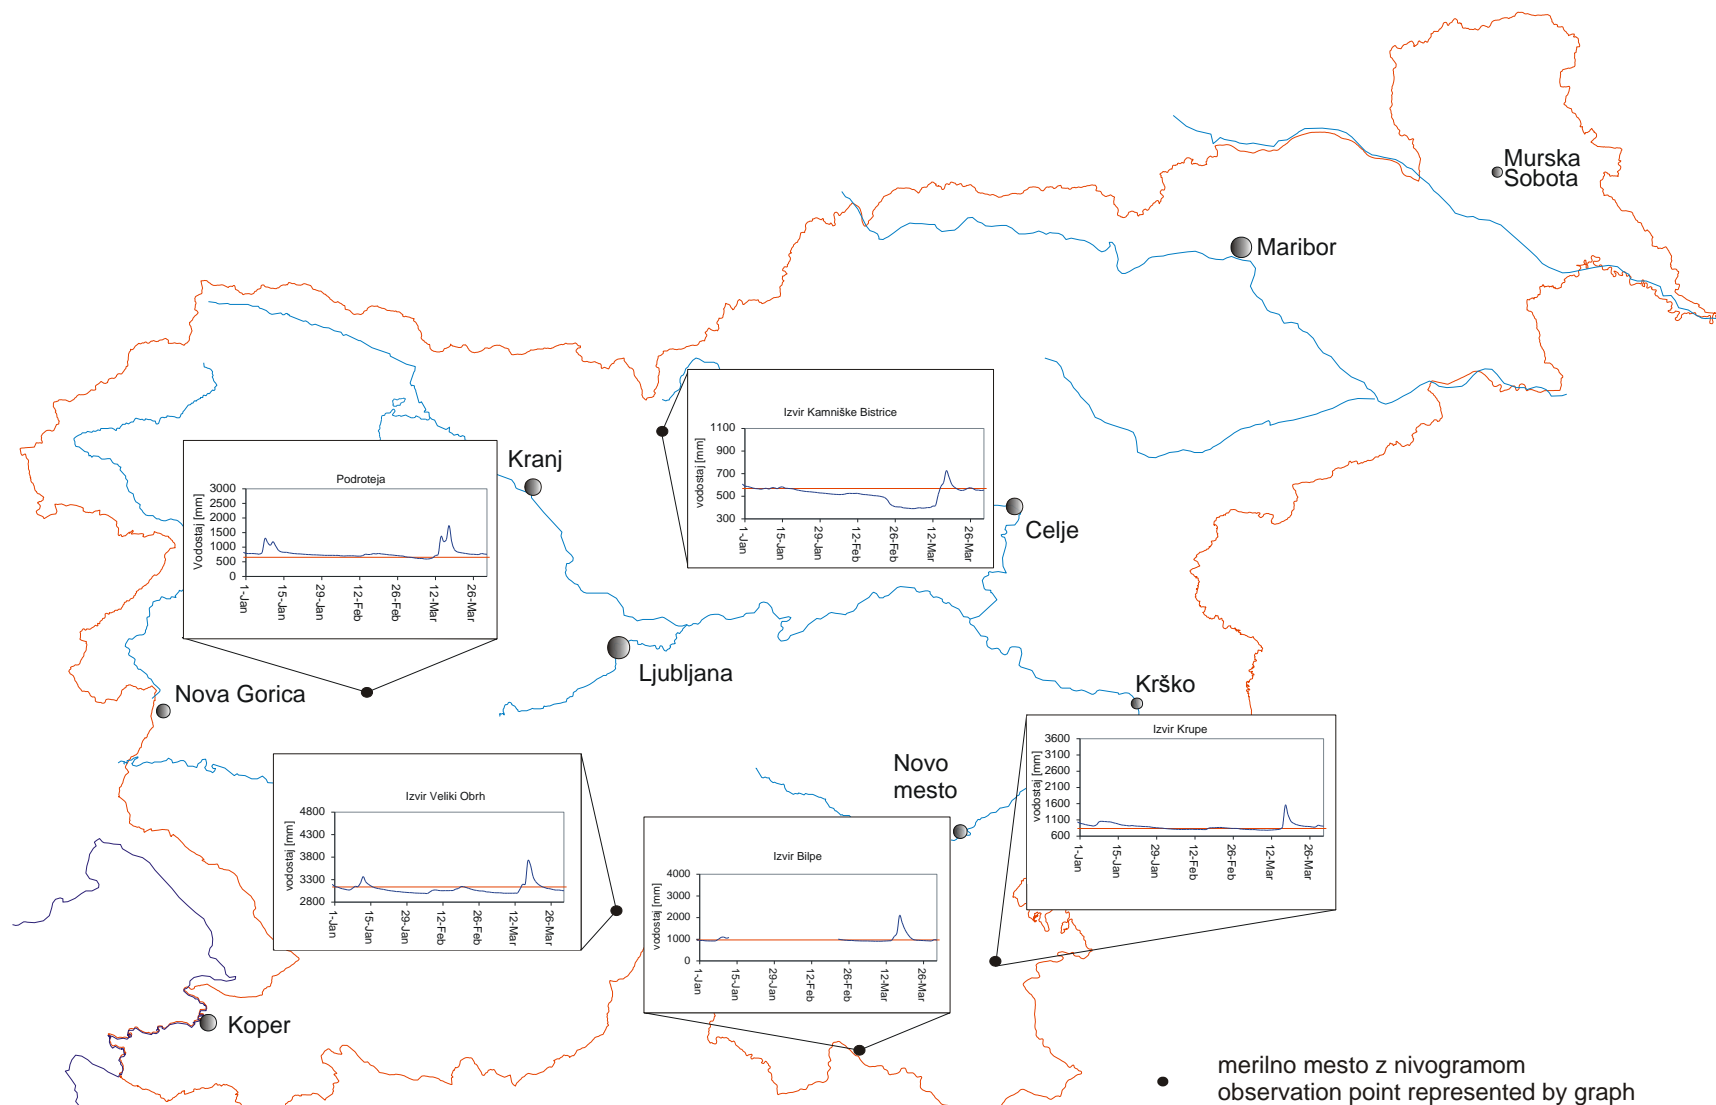 Murska
Sobota
Maribor
Izvir Kamniške Bistrice
1100
900
700
500
300
vodostaj [mm]
1-Jan
15-Jan
29-Jan
12-Feb
26-Feb
12-Mar
26-Mar
Kranj
Podroteja
3000
2500
2000
1500
1000
500
0
Vodostaj [mm]
1-Jan
15-Jan
29-Jan
12-Feb
26-Feb
12-Mar
26-Mar
Celje
Ljubljana
Nova Gorica
Krško
Izvir Krupe
3600
3100
2600
2100
1600
1100
600
vodostaj [mm]
1-Jan
15-Jan
29-Jan
12-Feb
26-Feb
12-Mar
26-Mar
Novo
mesto
Izvir Veliki Obrh
4800
4300
3800
3300
2800
vodostaj [mm]
1-Jan
15-Jan
29-Jan
12-Feb
26-Feb
12-Mar
26-Mar
Izvir Bilpe
4000
3000
2000
1000
0
vodostaj [mm]
1-Jan
15-Jan
29-Jan
12-Feb
26-Feb
12-Mar
26-Mar
Koper
merilno mesto z nivogramom
observation point represented by graph